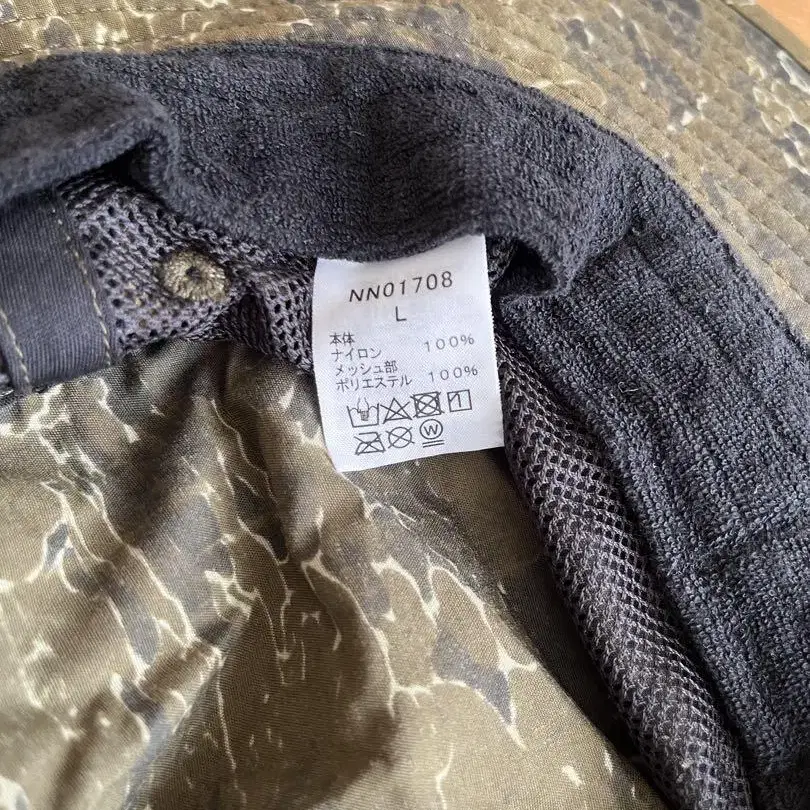 NN01708
L
本体
ナイロン 100%
メッシュ部
ポリエステル 100%
W